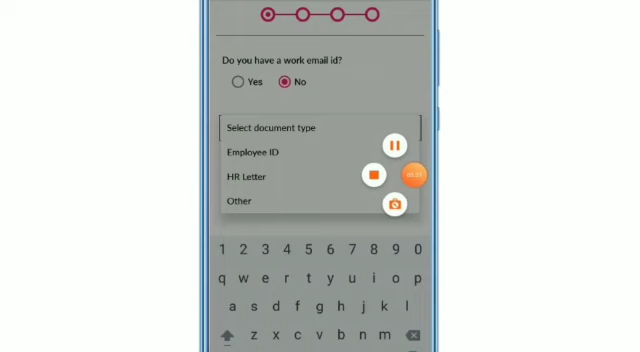 Do you have a work email id?
Yes No
Select document type
Employee ID
HR Letter
Other
1 2 3 4 5 6 7 8 9 0
q w e r t y u i o p
a s d f g h j k l
z x c v b n m